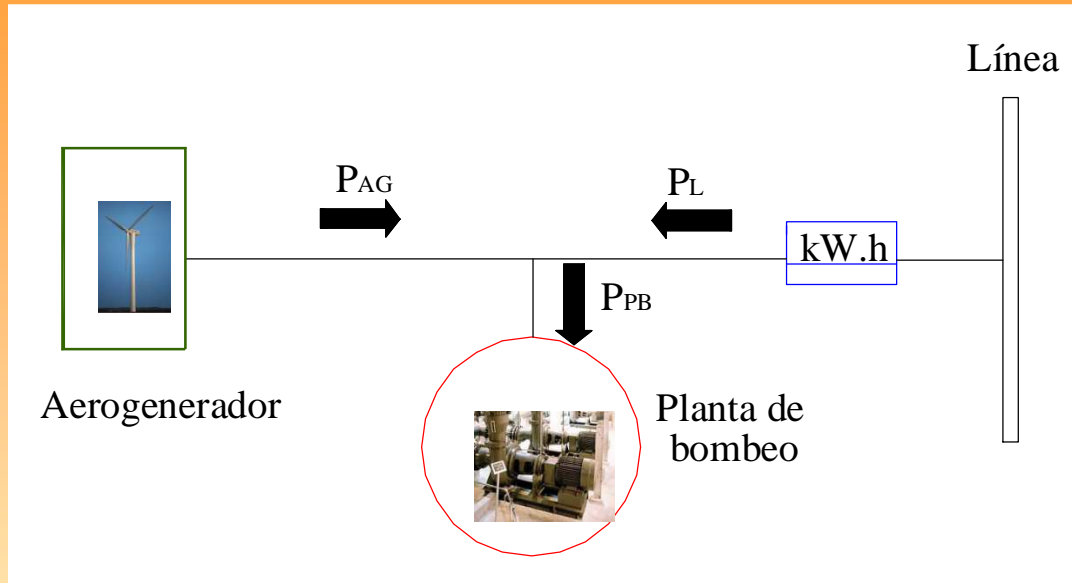 Línea
PAG
PL
kW.h
PPB
Aerogenerador
Planta de
bombeo